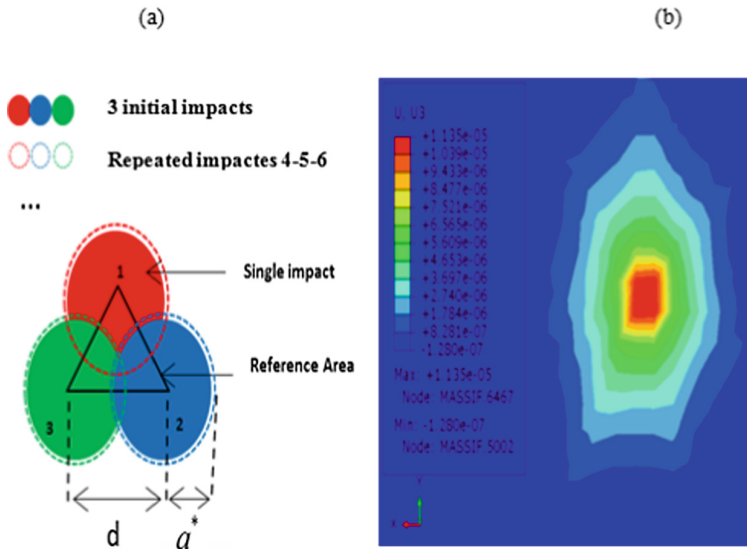 (a)
(b)
3 initial impacts
Repeated impactes 4-5-6
...
1
Single impact
Reference Area
3
2
d
a*
U, U3
+1.135e-05
+1.039e-05
+9.433e-06
+8.477e-06
+7.521e-06
+6.565e-06
+5.609e-06
+4.653e-06
+3.697e-06
+2.740e-06
+1.784e-06
+8.281e-07
-1.280e-07
Max: +1.135e-05
Node: MASSIF.6467
Min: -1.280e-07
Node: MASSIF.5002
Y
X